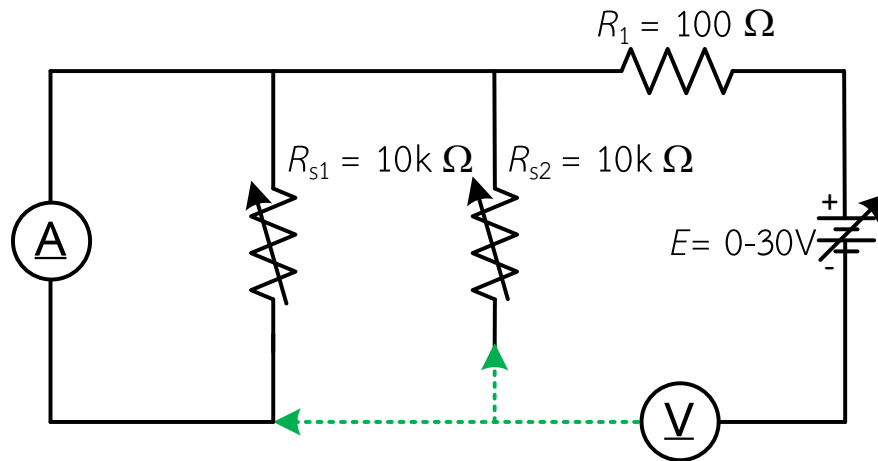 R1 = 100 Ω
Rs1 = 10k Ω
Rs2 = 10k Ω
A
+
E= 0-30V
-
V